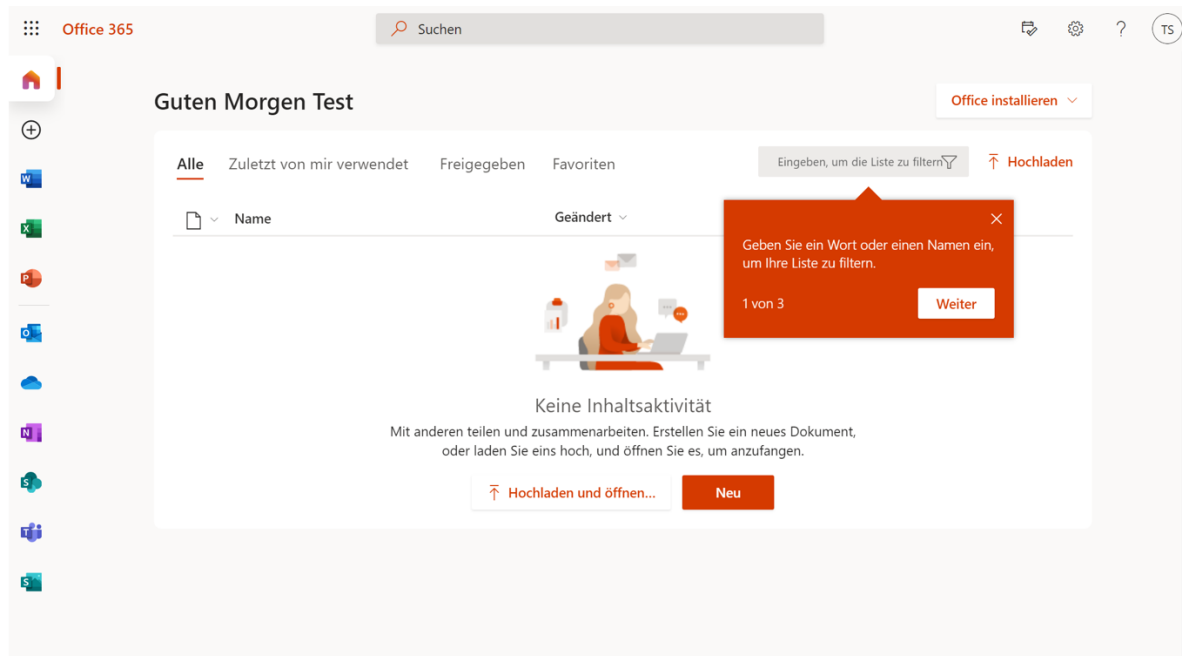 Office 365
Suchen
TS
Guten Morgen Test
Office installieren
Alle Zuletzt von mir verwendet Freigegeben Favoriten
Eingeben, um die Liste zu filtern
Hochladen
Name Geändert
Geben Sie ein Wort oder einen Namen ein,
um Ihre Liste zu filtern.
1 von 3
Weiter
Keine Inhaltsaktivität
Mit anderen teilen und zusammenarbeiten. Erstellen Sie ein neues Dokument,
oder laden Sie eins hoch, und öffnen Sie es, um anzufangen.
Hochladen und öffnen...
Neu
W
X
P
O
N
S
T
S